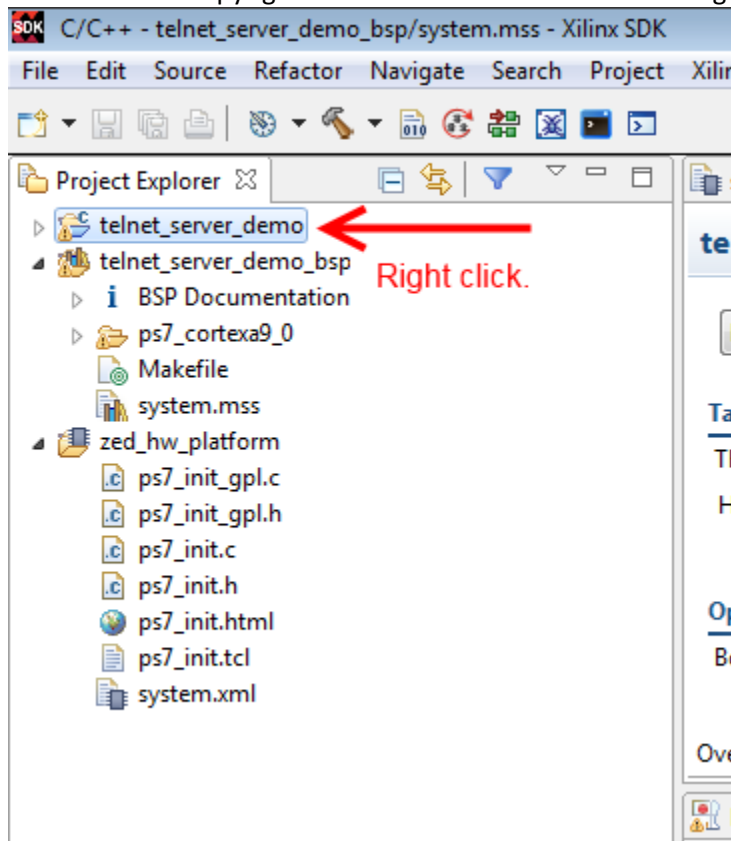 C/C++ - telnet_server_demo_bsp/system.mss - Xilinx SDK
File Edit Source Refactor Navigate Search Project
SDK
010
Project Explorer
telnet_server_demo
telnet_server_demo_bsp
Right click.
i BSP Documentation
ps7_cortexa9_0
Makefile
system.mss
zed_hw_platform
.c ps7_init_gpl.c
.c ps7_init_gpl.h
.c ps7_init.c
.c ps7_init.h
ps7_init.html
ps7_init.tcl
system.xml